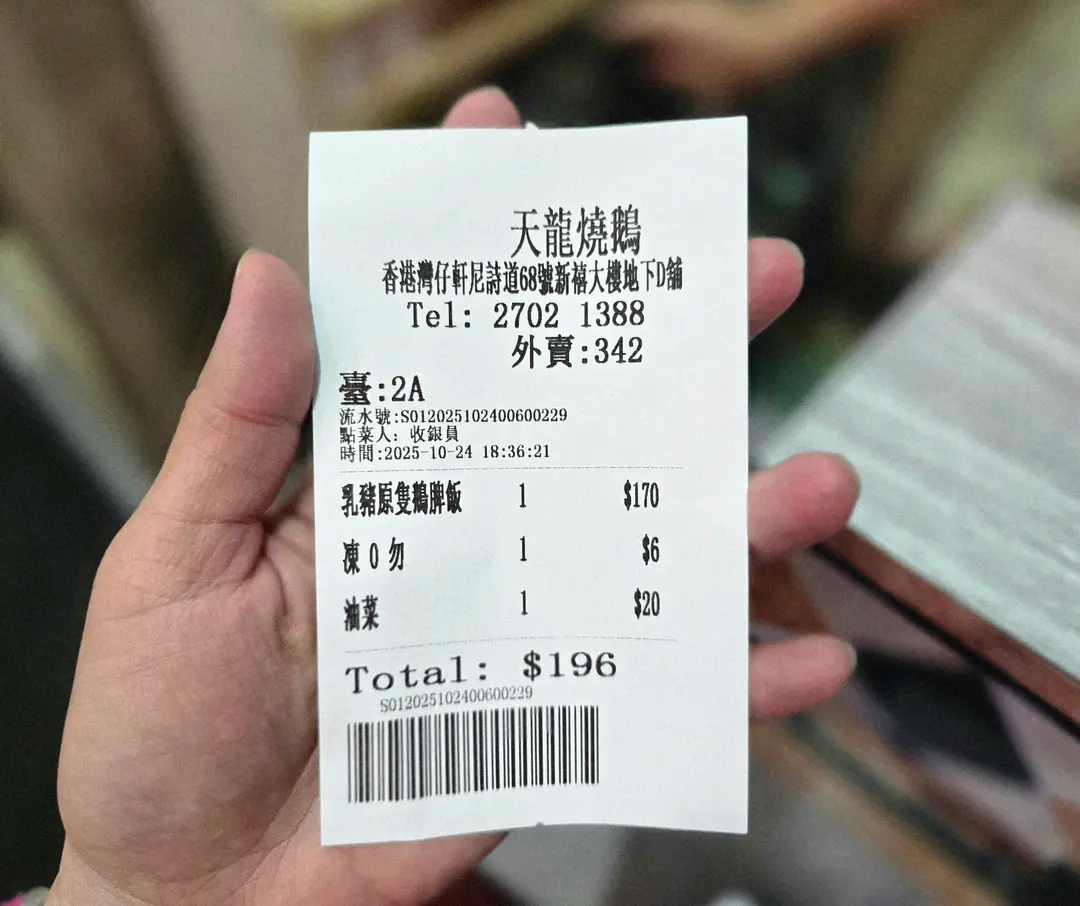 天龍燒鵝
香港灣仔軒尼詩道68號新禧大樓地下D舖
Tel: 2702 1388
外賣:342
臺:2A
流水號:S012025102400600229
點菜人: 收銀員
時間:2025-10-24 18:36:21
乳豬原隻鵝脾飯 1 $170
凍0勿 1 $6
油菜 1 $20
Total: $196
S012025102400600229